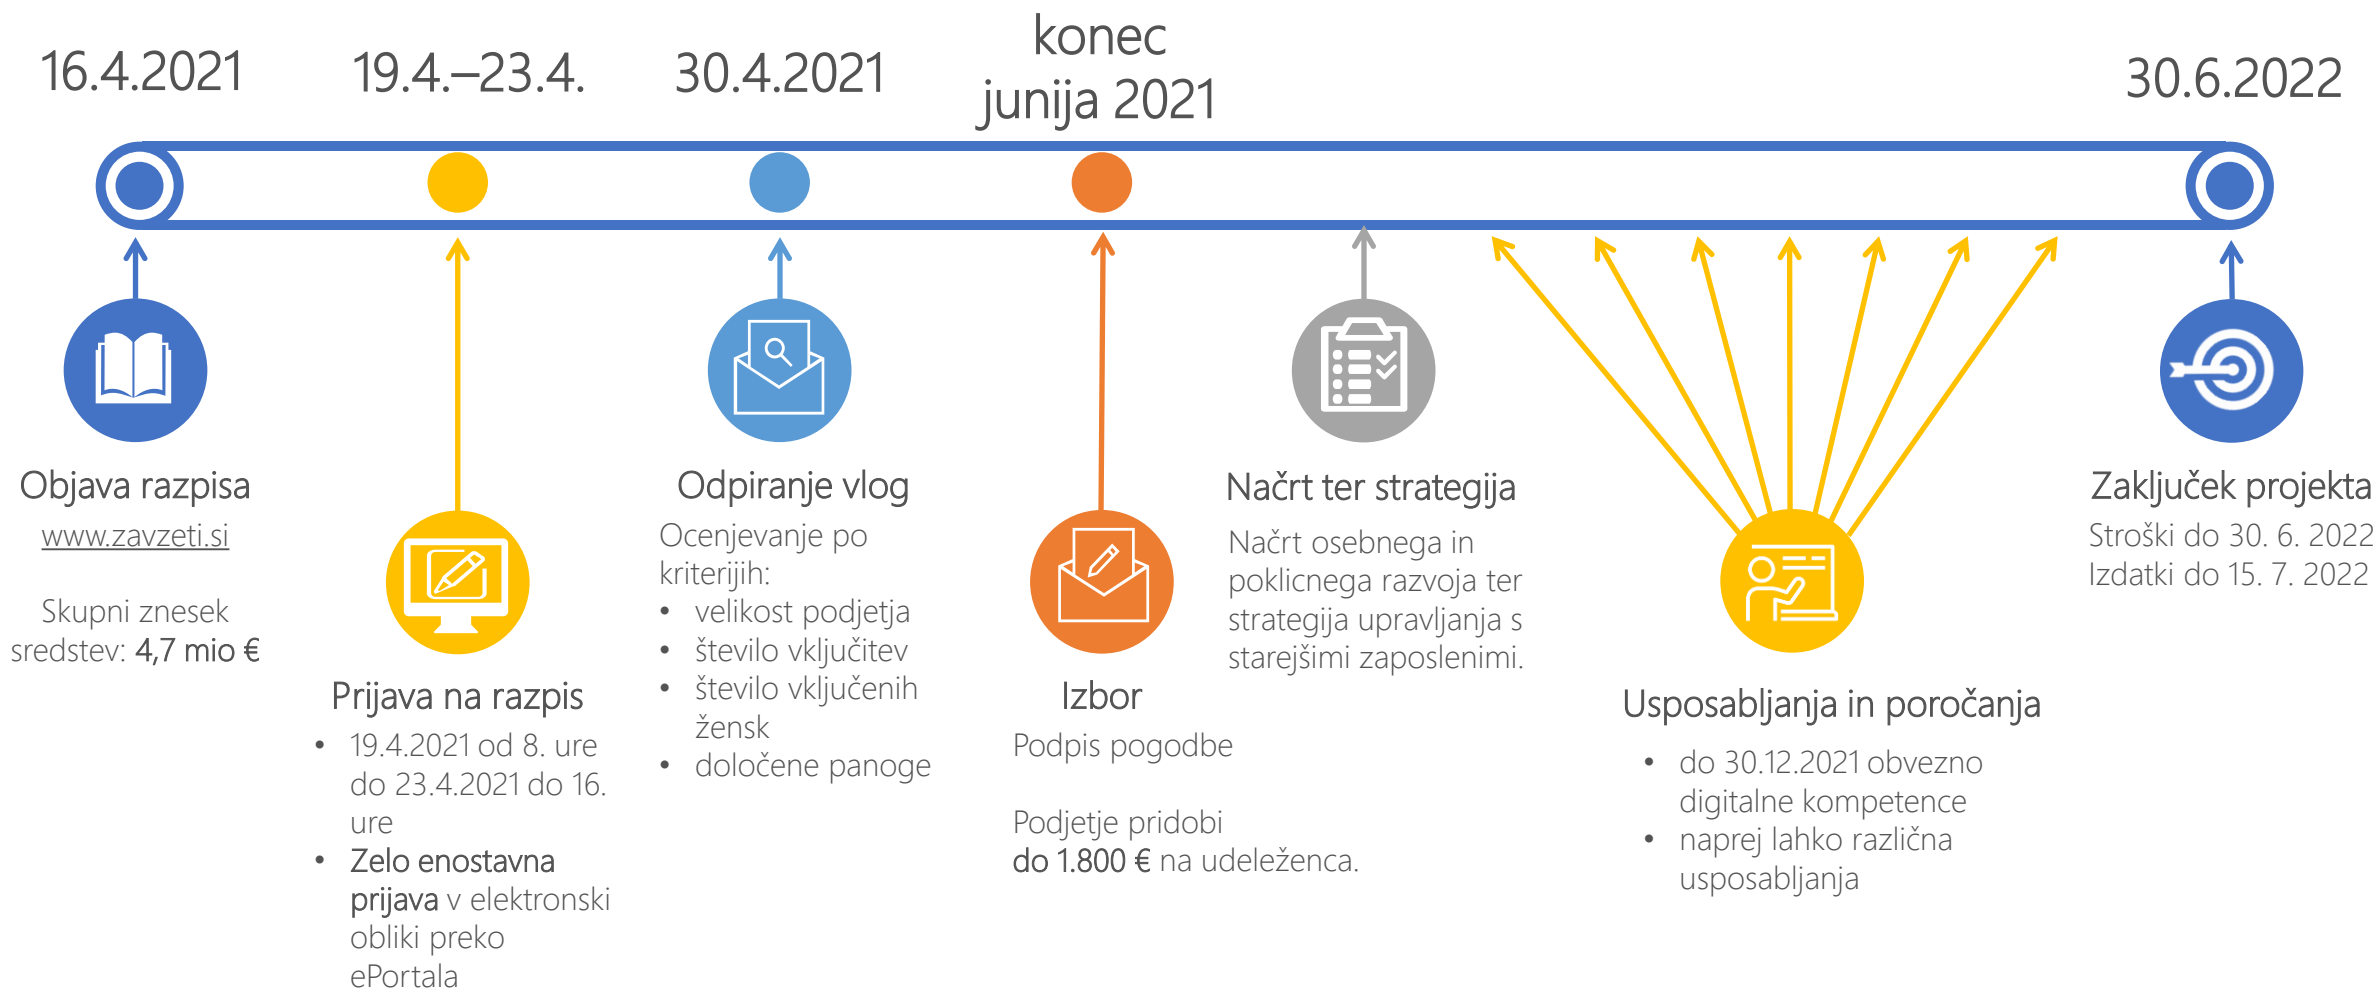 16.4.2021
19.4.–23.4.
30.4.2021
konec
junija 2021
30.6.2022
Objava razpisa
www.zavzeti.si
Skupni znesek
sredstev: 4,7 mio €
Prijava na razpis
• 19.4.2021 od 8. ure
do 23.4.2021 do 16.
ure
• Zelo enostavna
prijava v elektronski
obliki preko
ePortala
Odpiranje vlog
Ocenjevanje po
kriterijih:
• velikost podjetja
• število vključitev
• število vključenih
žensk
• določene panoge
Izbor
Podpis pogodbe
Podjetje pridobi
do 1.800 € na udeleženca.
Načrt ter strategija
Načrt osebnega in
poklicnega razvoja ter
strategija upravljanja s
starejšimi zaposlenimi.
Usposabljanja in poročanja
• do 30.12.2021 obvezno
digitalne kompetence
• naprej lahko različna
usposabljanja
Zaključek projekta
Stroški do 30. 6. 2022
Izdatki do 15. 7. 2022